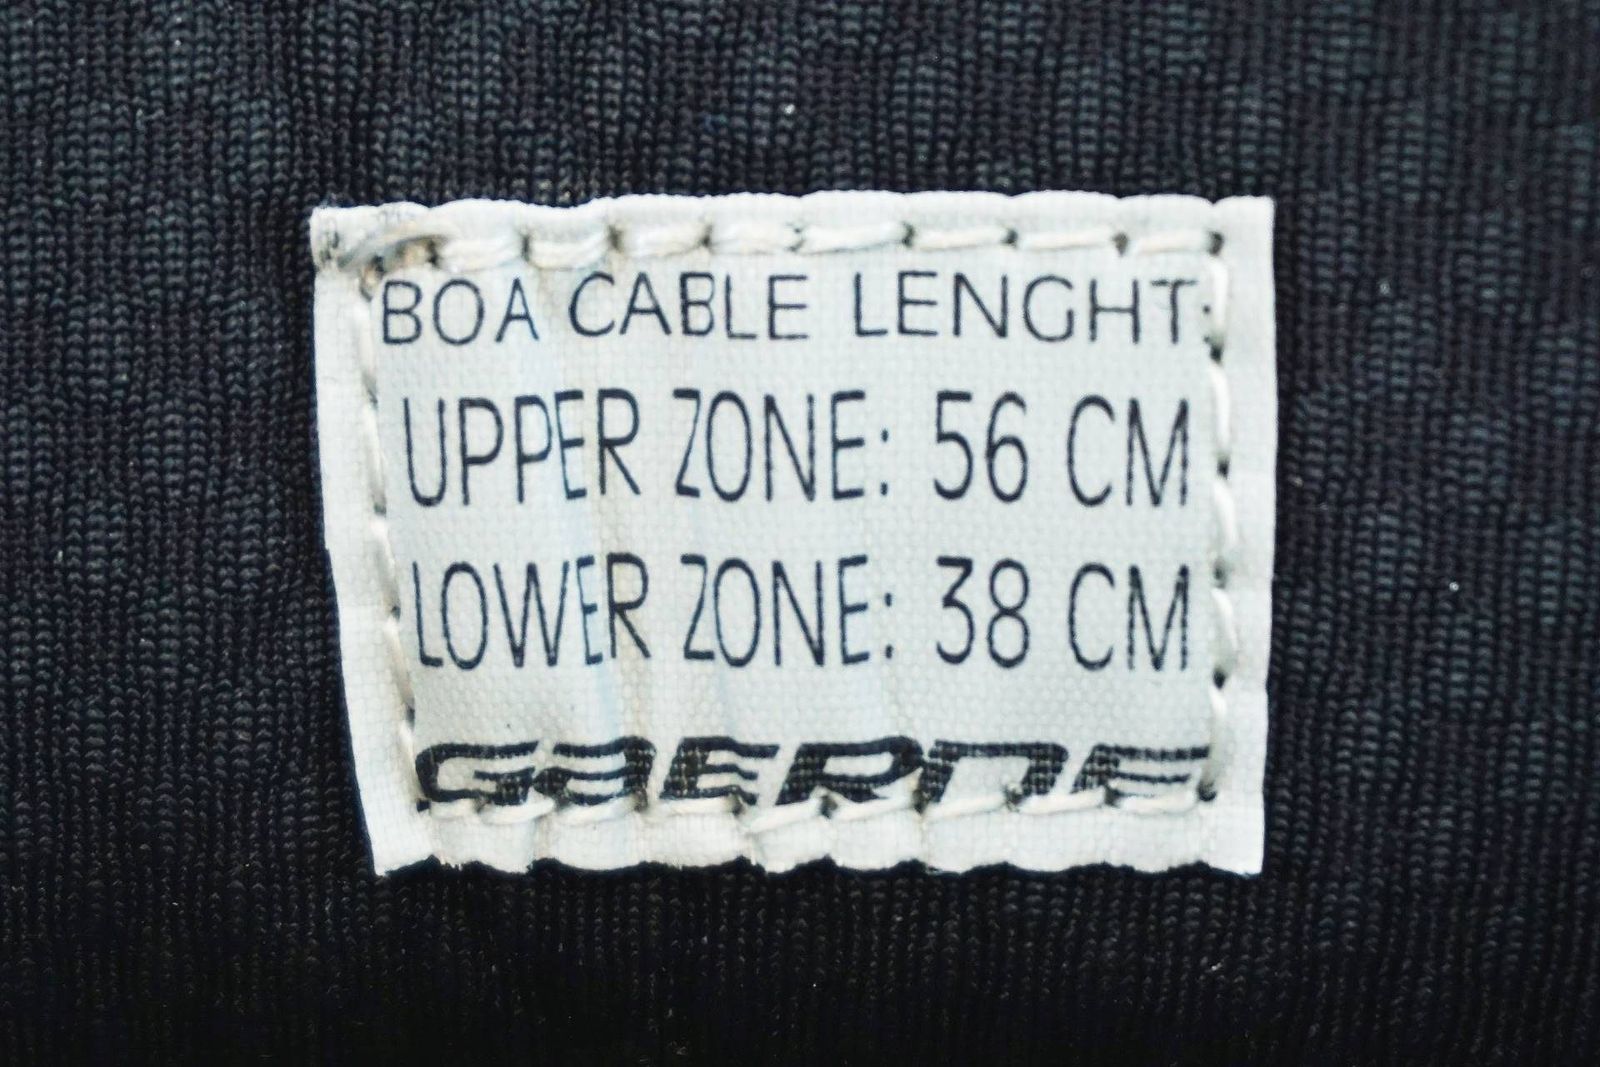 BOA CABLE LENGHT:
UPPER ZONE: 56 CM
LOWER ZONE: 38 CM
GAERNE